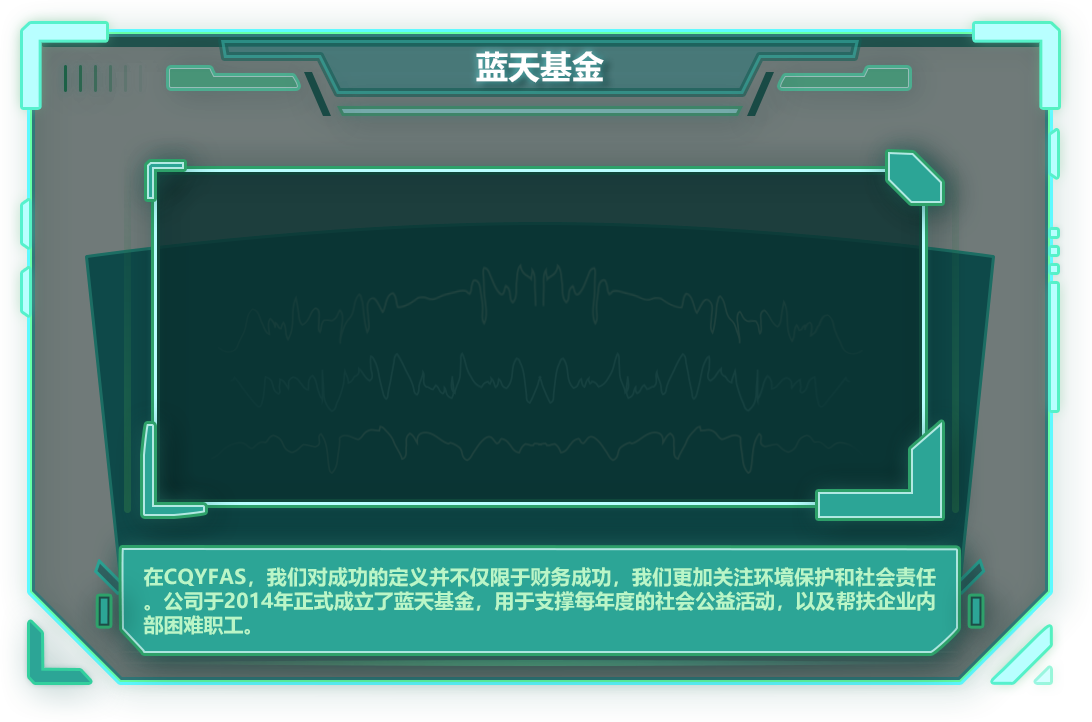 蓝天基金
在CQYFAS，我们对成功的定义并不仅限于财务成功，我们更加关注环境保护和社会责任
。公司于2014年正式成立了蓝天基金，用于支撑每年度的社会公益活动，以及帮扶企业内
部困难职工。